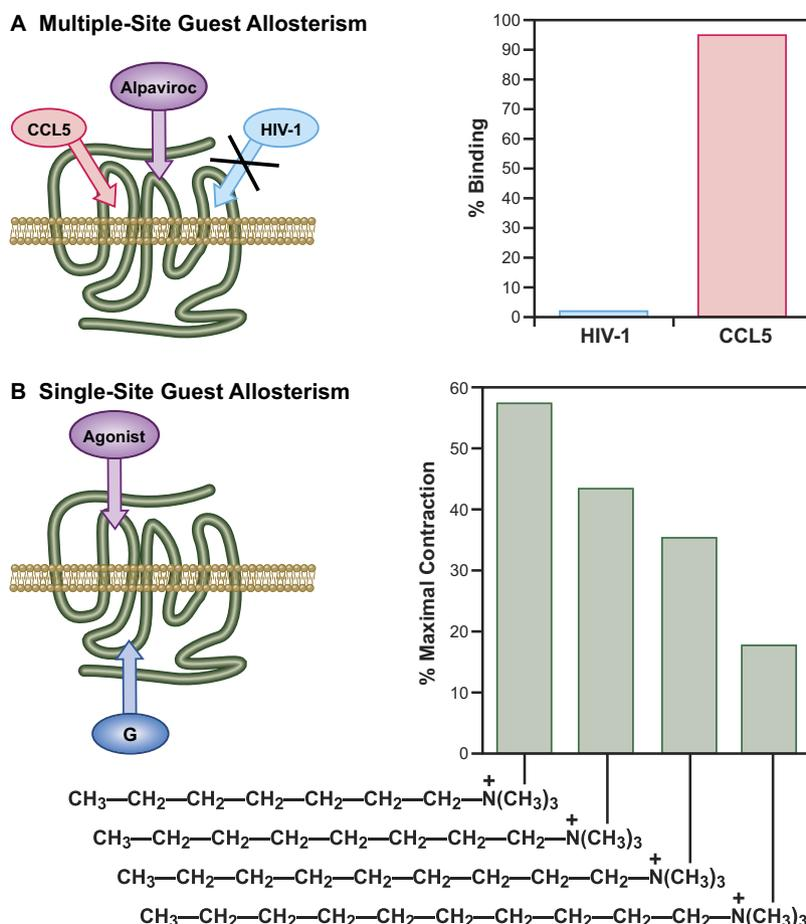 A Multiple-Site Guest Allosterism
Alpaviroc
CCL5
HIV-1
% Binding
100
90
80
70
60
50
40
30
20
10
0
HIV-1
CCL5
B Single-Site Guest Allosterism
Agonist
G
% Maximal Contraction
60
50
40
30
20
10
0
CH3—CH2—CH2—CH2—CH2—CH2—CH2—N+(CH3)3
CH3—CH2—CH2—CH2—CH2—CH2—CH2—CH2—N+(CH3)3
CH3—CH2—CH2—CH2—CH2—CH2—CH2—CH2—CH2—N+(CH3)3
CH3—CH2—CH2—CH2—CH2—CH2—CH2—CH2—CH2—CH2—N+(CH3)3